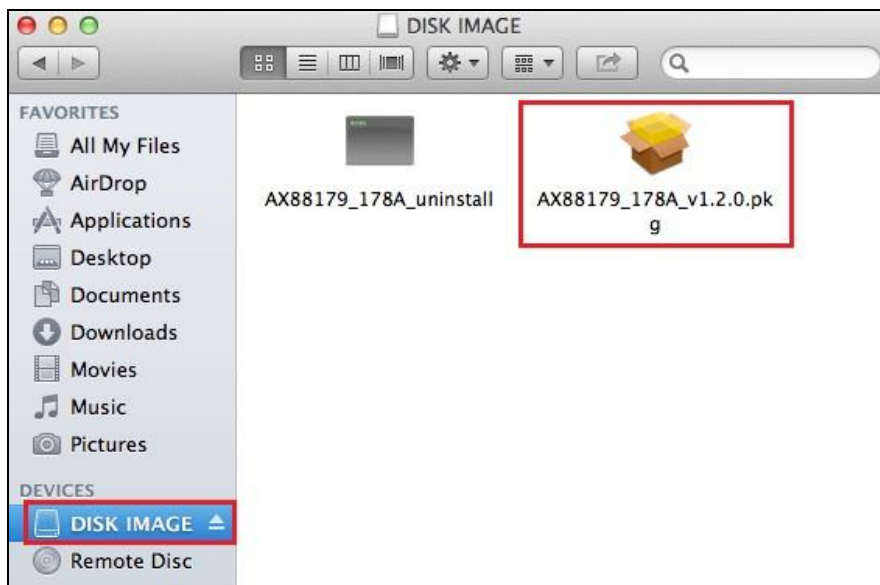 DISK IMAGE
FAVORITES
All My Files
AirDrop
Applications
Desktop
Documents
Downloads
Movies
Music
Pictures
DEVICES
DISK IMAGE
Remote Disc
AX88179_178A_uninstall
AX88179_178A_v1.2.0.pk
g